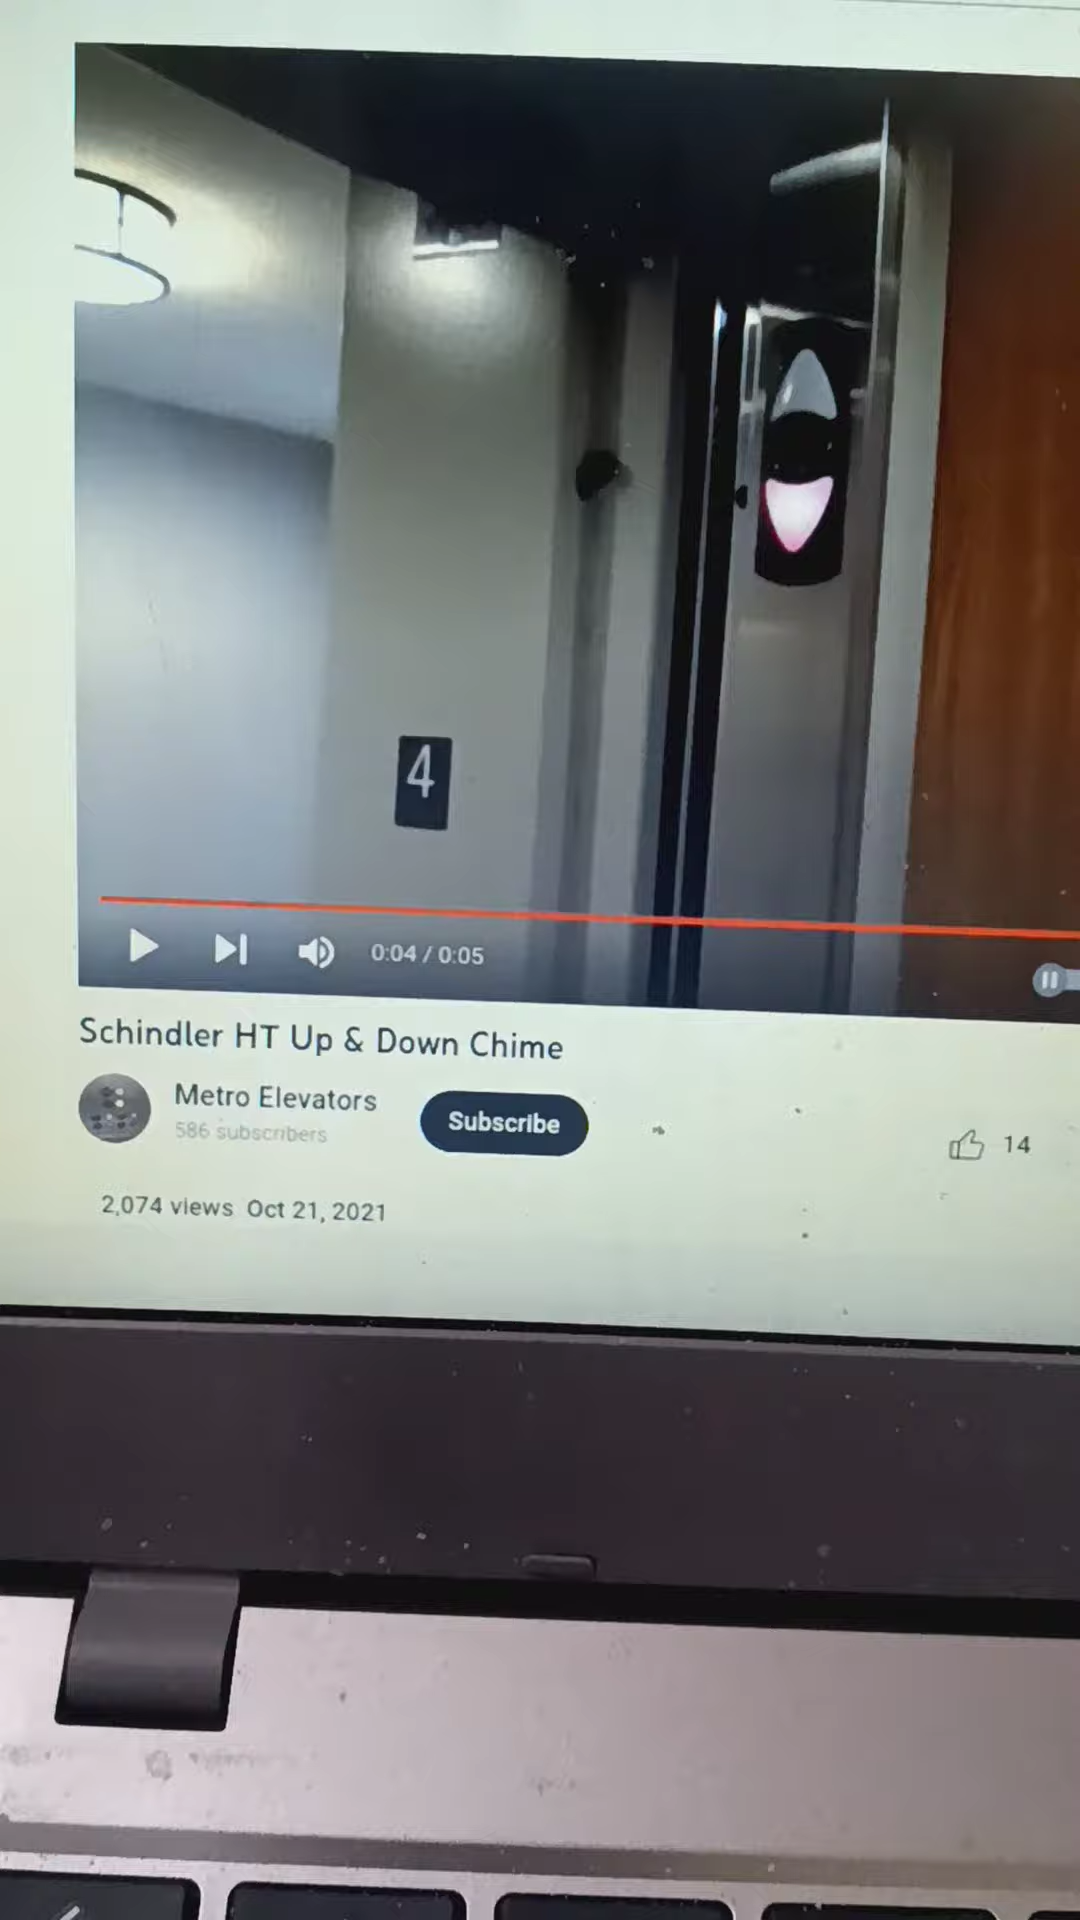 4
0:04 / 0:05
Schindler HT Up & Down Chime
Metro Elevators
586 subscribers
Subscribe
14
2,074 views Oct 21, 2021